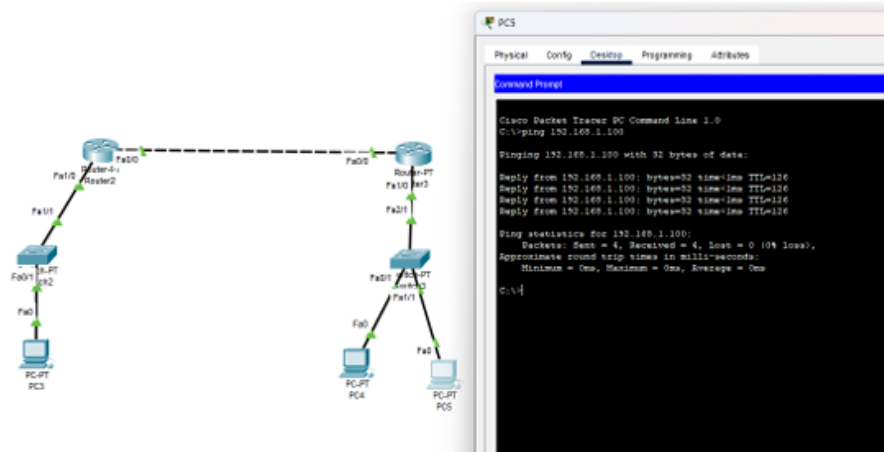 PC5
Physical Config Desktop Programming Attributes
Command Prompt
Cisco Packet Tracer PC Command Line 1.0
C:\>ping 192.168.1.100
Pinging 192.168.1.100 with 32 bytes of data:
Reply from 192.168.1.100: bytes=32 time<1ms TTL=126
Reply from 192.168.1.100: bytes=32 time<1ms TTL=126
Reply from 192.168.1.100: bytes=32 time<1ms TTL=126
Reply from 192.168.1.100: bytes=32 time<1ms TTL=126
Ping statistics for 192.168.1.100:
Packets: Sent = 4, Received = 4, Lost = 0 (0% loss),
Approximate round trip times in milli-seconds:
Minimum = 0ms, Maximum = 0ms, Average = 0ms
C:\>
Fa0/0
Fa0/0
Router2
Router-PT
Fa1/0
Fa1/0
Fa1/1
Fa2/1
Fa0/1
Fa0/1
Fa1/1
Fa0
Fa0
Fa0
PC-PT
PC3
PC-PT
PC4
PC-PT
PC5